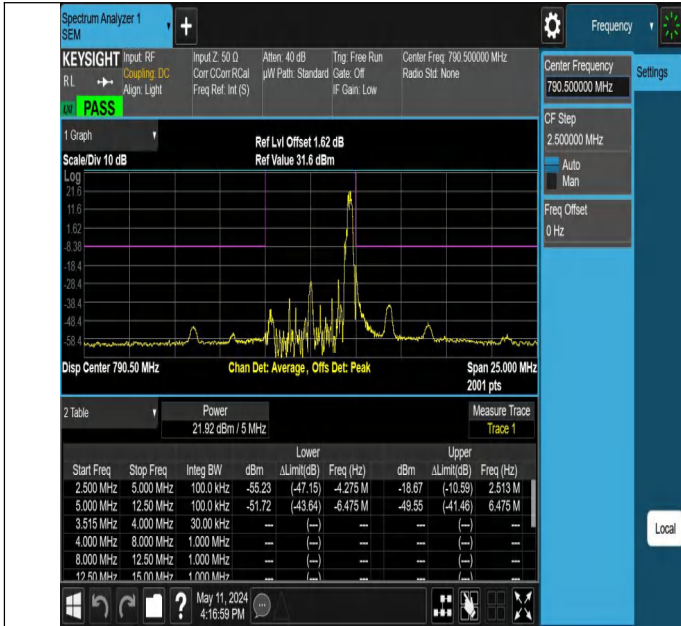 Spectrum Analyzer 1
SEM
+
Frequency
KEYSIGHT
RL
PASS
Input: RF
Coupling: DC
Align: Light
Input Z: 50 Ω
Corr CCorr RCal
Freq Ref: Int (S)
Atten: 40 dB
µW Path: Standard
Trig: Free Run
Gate: Off
IF Gain: Low
Center Freq: 790.500000 MHz
Radio Std: None
Center Frequency
790.500000 MHz
Settings
CF Step
2.500000 MHz
Auto
Man
Freq Offset
0 Hz
1 Graph
Scale/Div 10 dB
Ref Lvl Offset 1.62 dB
Ref Value 31.6 dBm
Log
21.6
11.6
1.62
-8.38
-18.4
-28.4
-38.4
-48.4
-58.4
Disp Center 790.50 MHz
Chan Det: Average , Offs Det: Peak
Span 25.000 MHz
2001 pts
2 Table
Power
21.92 dBm / 5 MHz
Measure Trace
Trace 1
Lower Upper
Start Freq Stop Freq Integ BW dBm ΔLimit(dB) Freq (Hz) dBm ΔLimit(dB) Freq (Hz)
2.500 MHz 5.000 MHz 100.0 kHz -55.23 (-47.15) -4.275 M -18.67 (-10.59) 2.513 M
5.000 MHz 12.50 MHz 100.0 kHz -51.72 (-43.64) -6.475 M -49.55 (-41.46) 6.475 M
3.515 MHz 4.000 MHz 30.00 kHz --- (---) --- --- (---) ---
4.000 MHz 8.000 MHz 1.000 MHz --- (---) --- --- (---) ---
8.000 MHz 12.50 MHz 1.000 MHz --- (---) --- --- (---) ---
12.50 MHz 15.00 MHz 1.000 MHz --- (---) --- --- (---) ---
Local
?
May 11, 2024
4:16:59 PM